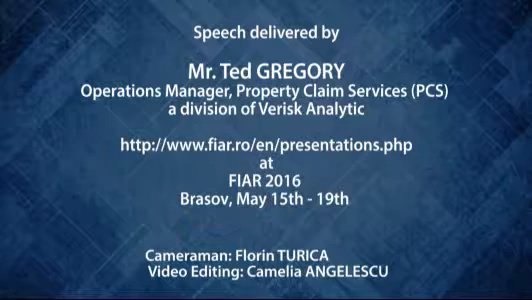 Speech delivered by
Mr. Ted GREGORY
Operations Manager, Property Claim Services (PCS)
a division of Verisk Analytic
http://www.fiar.ro/en/presentations.php
at
FIAR 2016
Brasov, May 15th - 19th
Cameraman: Florin TURICA
Video Editing: Camelia ANGELESCU